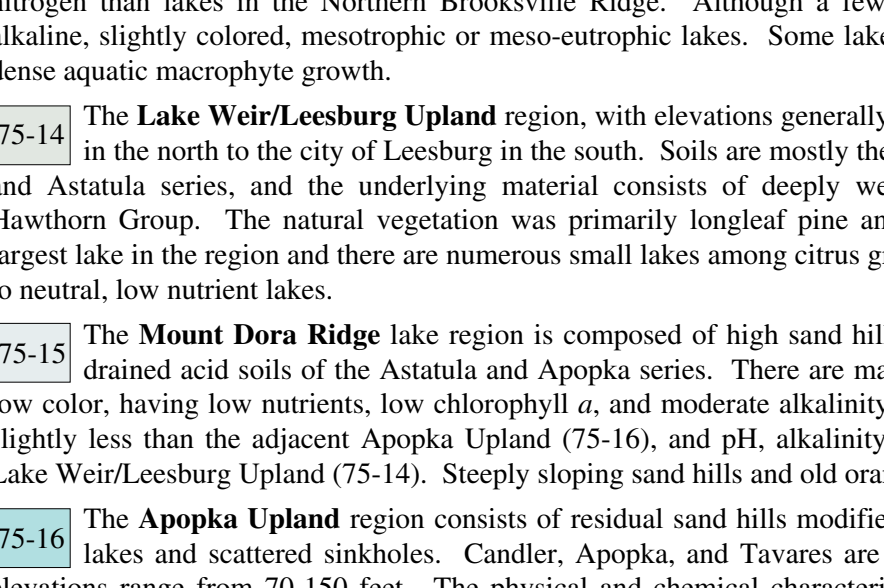 nitrogen than lakes in the Northern Brooksville Ridge. Although a few
alkaline, slightly colored, mesotrophic or meso-eutrophic lakes. Some lake
dense aquatic macrophyte growth.
75-14 The Lake Weir/Leesburg Upland region, with elevations generally
in the north to the city of Leesburg in the south. Soils are mostly the
and Astatula series, and the underlying material consists of deeply we
Hawthorn Group. The natural vegetation was primarily longleaf pine an
largest lake in the region and there are numerous small lakes among citrus g
to neutral, low nutrient lakes.
75-15 The Mount Dora Ridge lake region is composed of high sand hil
drained acid soils of the Astatula and Apopka series. There are ma
low color, having low nutrients, low chlorophyll a, and moderate alkalinity
slightly less than the adjacent Apopka Upland (75-16), and pH, alkalinity
Lake Weir/Leesburg Upland (75-14). Steeply sloping sand hills and old ora
75-16 The Apopka Upland region consists of residual sand hills modifie
lakes and scattered sinkholes. Candler, Apopka, and Tavares are
elevations range from 70-150 feet. The physical and chemical characteri